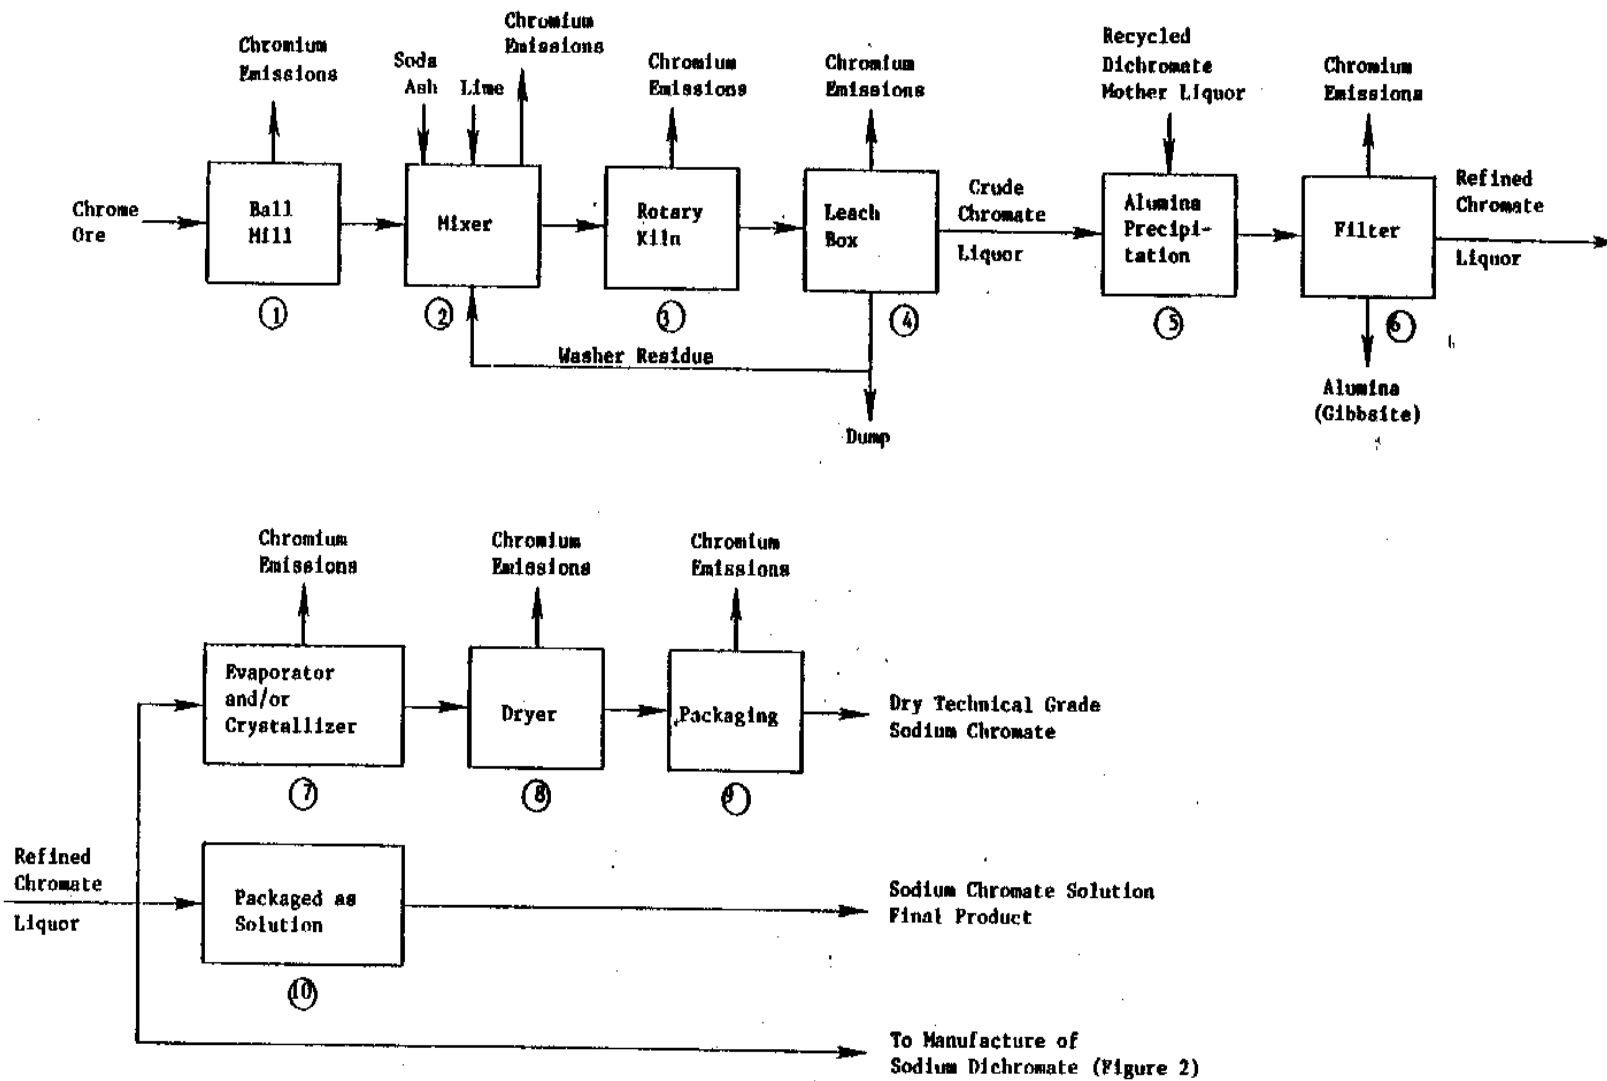 Chromium
Emissions
Soda
Ash
Lime
Chromium
Emissions
Chromium
Emissions
Chromium
Emissions
Recycled
Dichromate
Mother Liquor
Chromium
Emissions
Chrome
Ore
Ball
Mill
Mixer
Rotary
Kiln
Leach
Box
Crude
Chromate
Liquor
Alumina
Precipi-
tation
Filter
Refined
Chromate
Liquor
1
2
3
4
5
6
Washer Residue
Dump
Alumina
(Gibbsite)
Chromium
Emissions
Chromium
Emissions
Chromium
Emissions
Evaporator
and/or
Crystallizer
Dryer
Packaging
Dry Technical Grade
Sodium Chromate
7
8
9
Refined
Chromate
Liquor
Packaged as
Solution
Sodium Chromate Solution
Final Product
10
To Manufacture of
Sodium Dichromate (Figure 2)